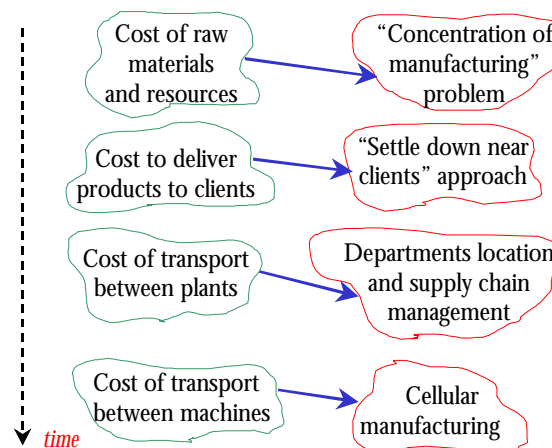 Cost of raw
materials
and resources
“Concentration of
manufacturing”
problem
Cost to deliver
products to clients
“Settle down near
clients” approach
Cost of transport
between plants
Departments location
and supply chain
management
Cost of transport
between machines
Cellular
manufacturing
time